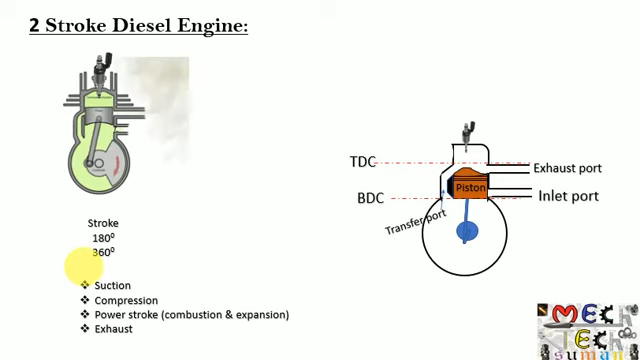 2 Stroke Diesel Engine:
TDC
Exhaust port
Piston
BDC
Inlet port
Transfer port
Stroke
180⁰
360⁰
❖ Suction
❖ Compression
❖ Power stroke (combustion & expansion)
❖ Exhaust
MECH
TECH
suman